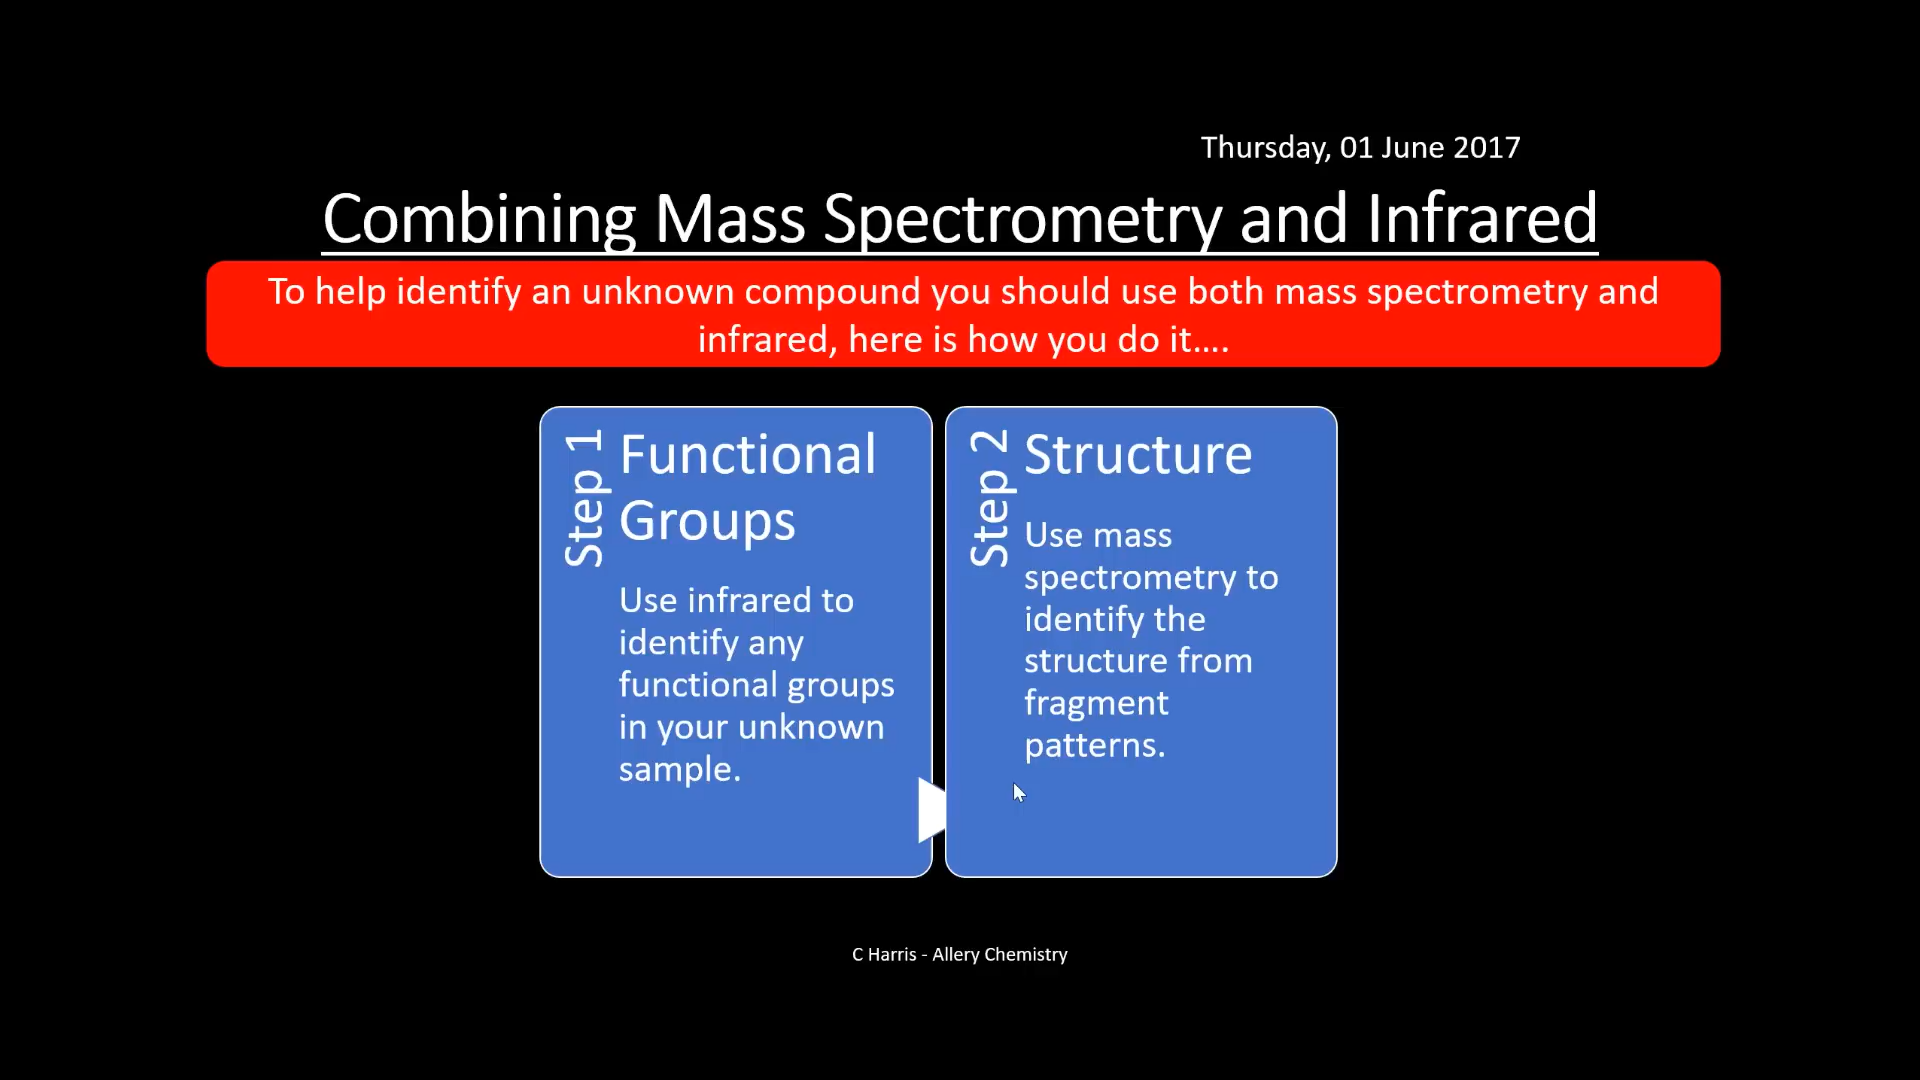 Thursday, 01 June 2017
Combining Mass Spectrometry and Infrared
To help identify an unknown compound you should use both mass spectrometry and
infrared, here is how you do it....
Step 1
Functional
Groups
Use infrared to
identify any
functional groups
in your unknown
sample.
Step 2
Structure
Use mass
spectrometry to
identify the
structure from
fragment
patterns.
C Harris - Allery Chemistry